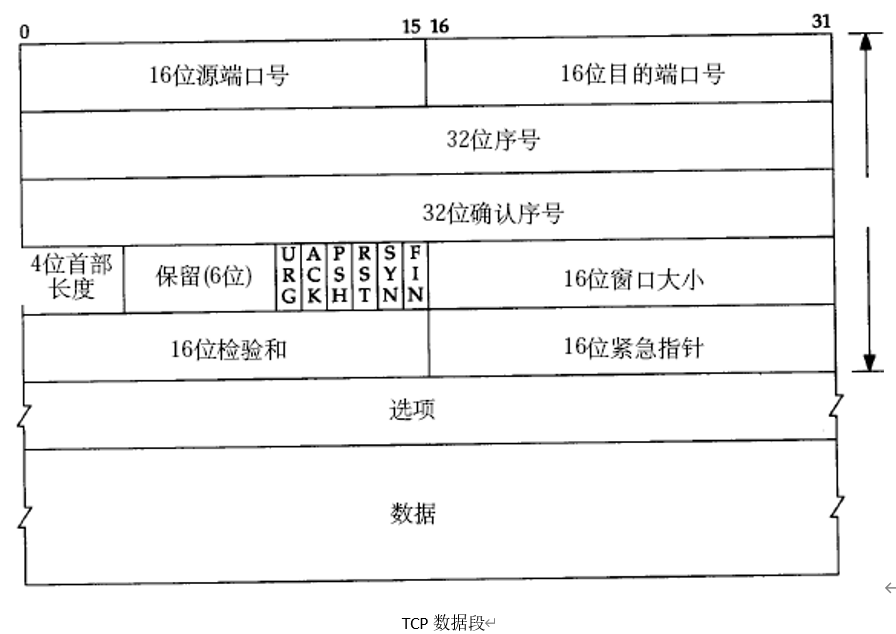 0 15 16 31
16位源端口号 16位目的端口号
32位序号
32位确认序号
4位首部
长度
保留(6位)
URG
ACK
PSH
RST
SYN
FIN
16位窗口大小
16位检验和 16位紧急指针
选项
数据
TCP 数据段